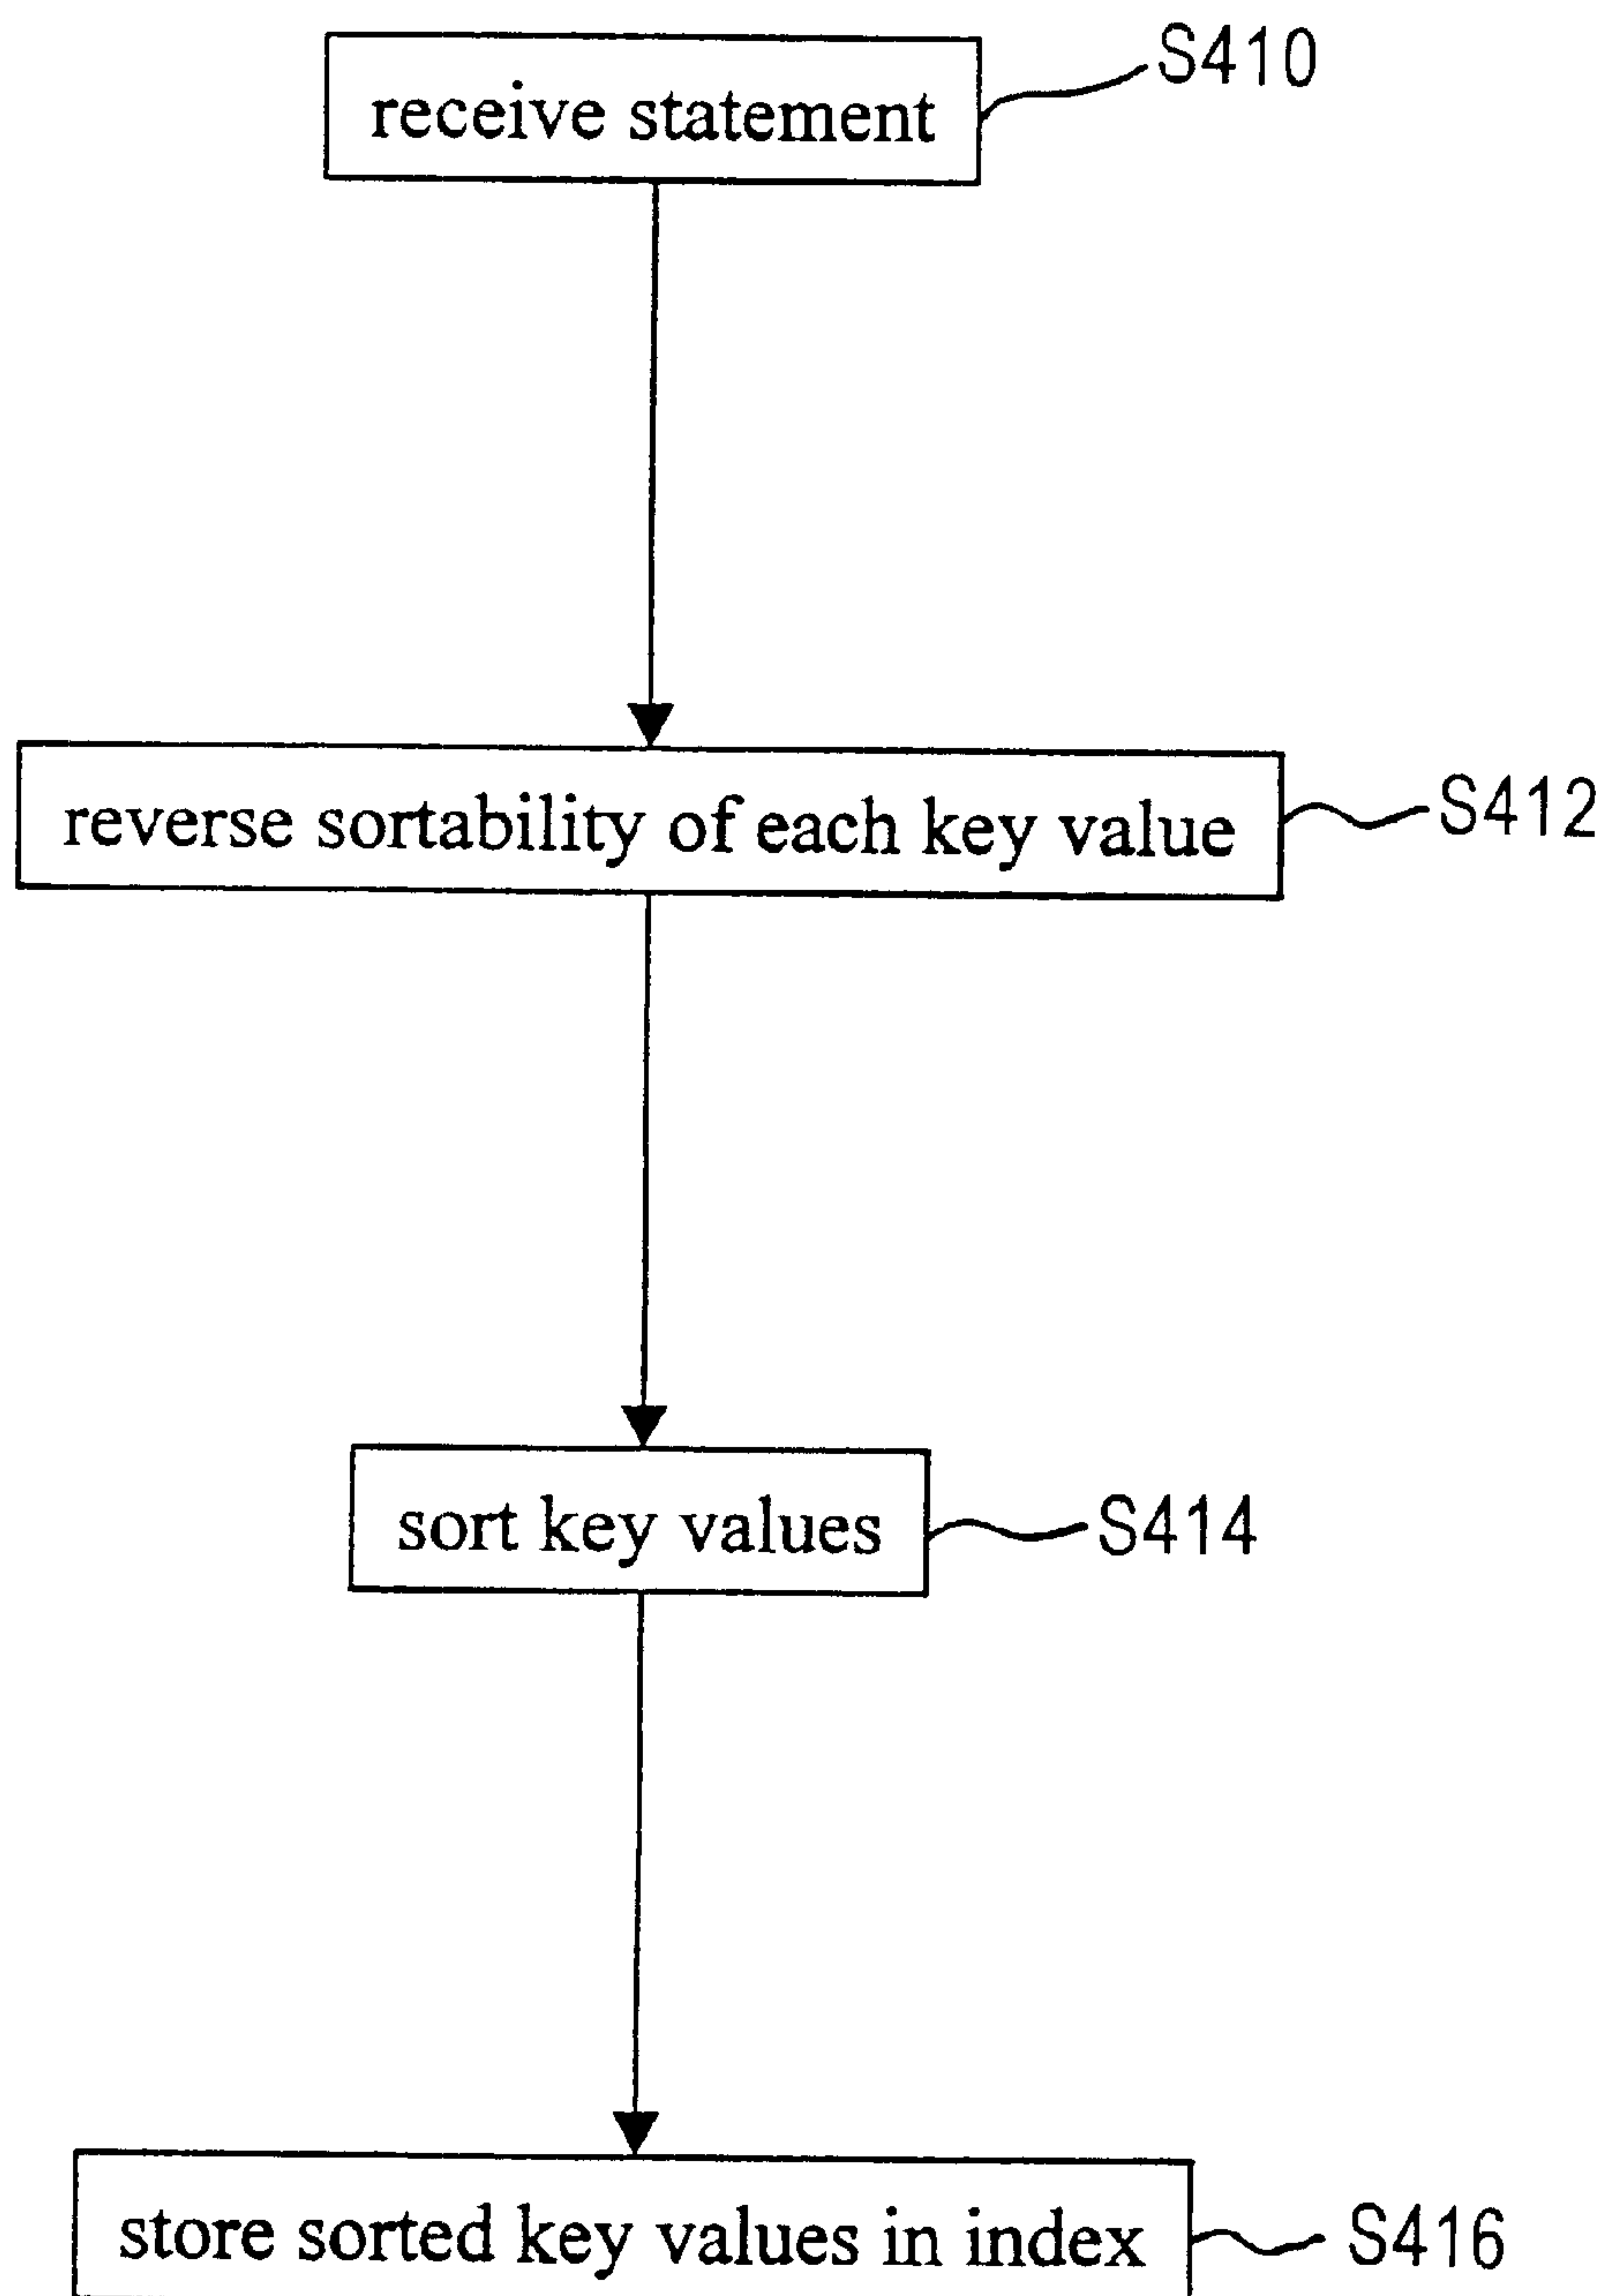 receive statement
S410
reverse sortability of each key value
S412
sort key values
S414
store sorted key values in index
S416